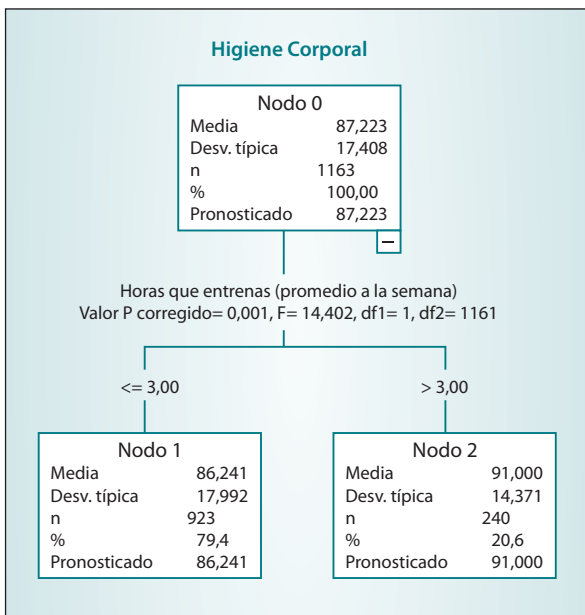 Higiene Corporal
Nodo 0
Media 87,223
Desv. típica 17,408
n 1163
% 100,00
Pronosticado 87,223
Horas que entrenas (promedio a la semana)
Valor P corregido= 0,001, F= 14,402, df1= 1, df2= 1161
<= 3,00
> 3,00
Nodo 1
Media 86,241
Desv. típica 17,992
n 923
% 79,4
Pronosticado 86,241
Nodo 2
Media 91,000
Desv. típica 14,371
n 240
% 20,6
Pronosticado 91,000